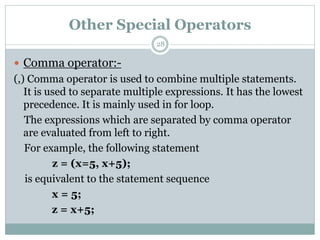 Other Special Operators
28
Comma operator:-
(,) Comma operator is used to combine multiple statements.
It is used to separate multiple expressions. It has the lowest
precedence. It is mainly used in for loop.
The expressions which are separated by comma operator
are evaluated from left to right.
For example, the following statement
z = (x=5, x+5);
is equivalent to the statement sequence
x = 5;
z = x+5;